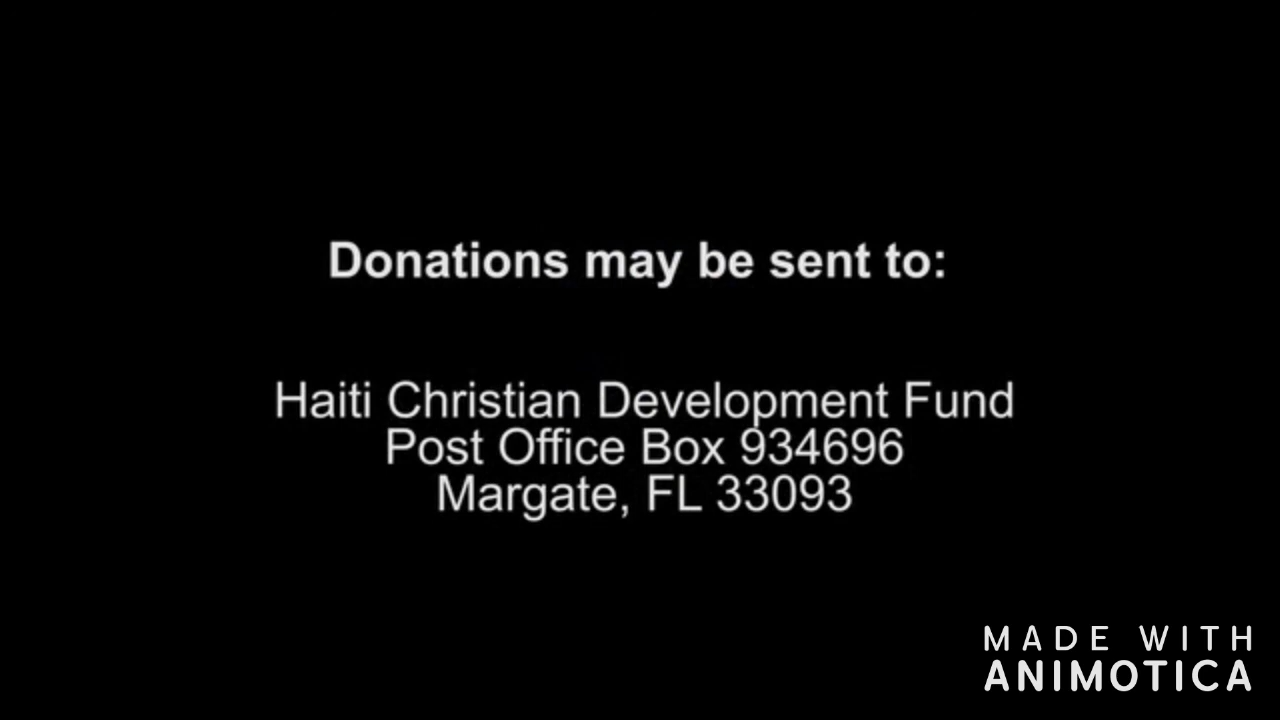 Donations may be sent to:
Haiti Christian Development Fund
Post Office Box 934696
Margate, FL 33093
MADE WITH
ANIMOTICA